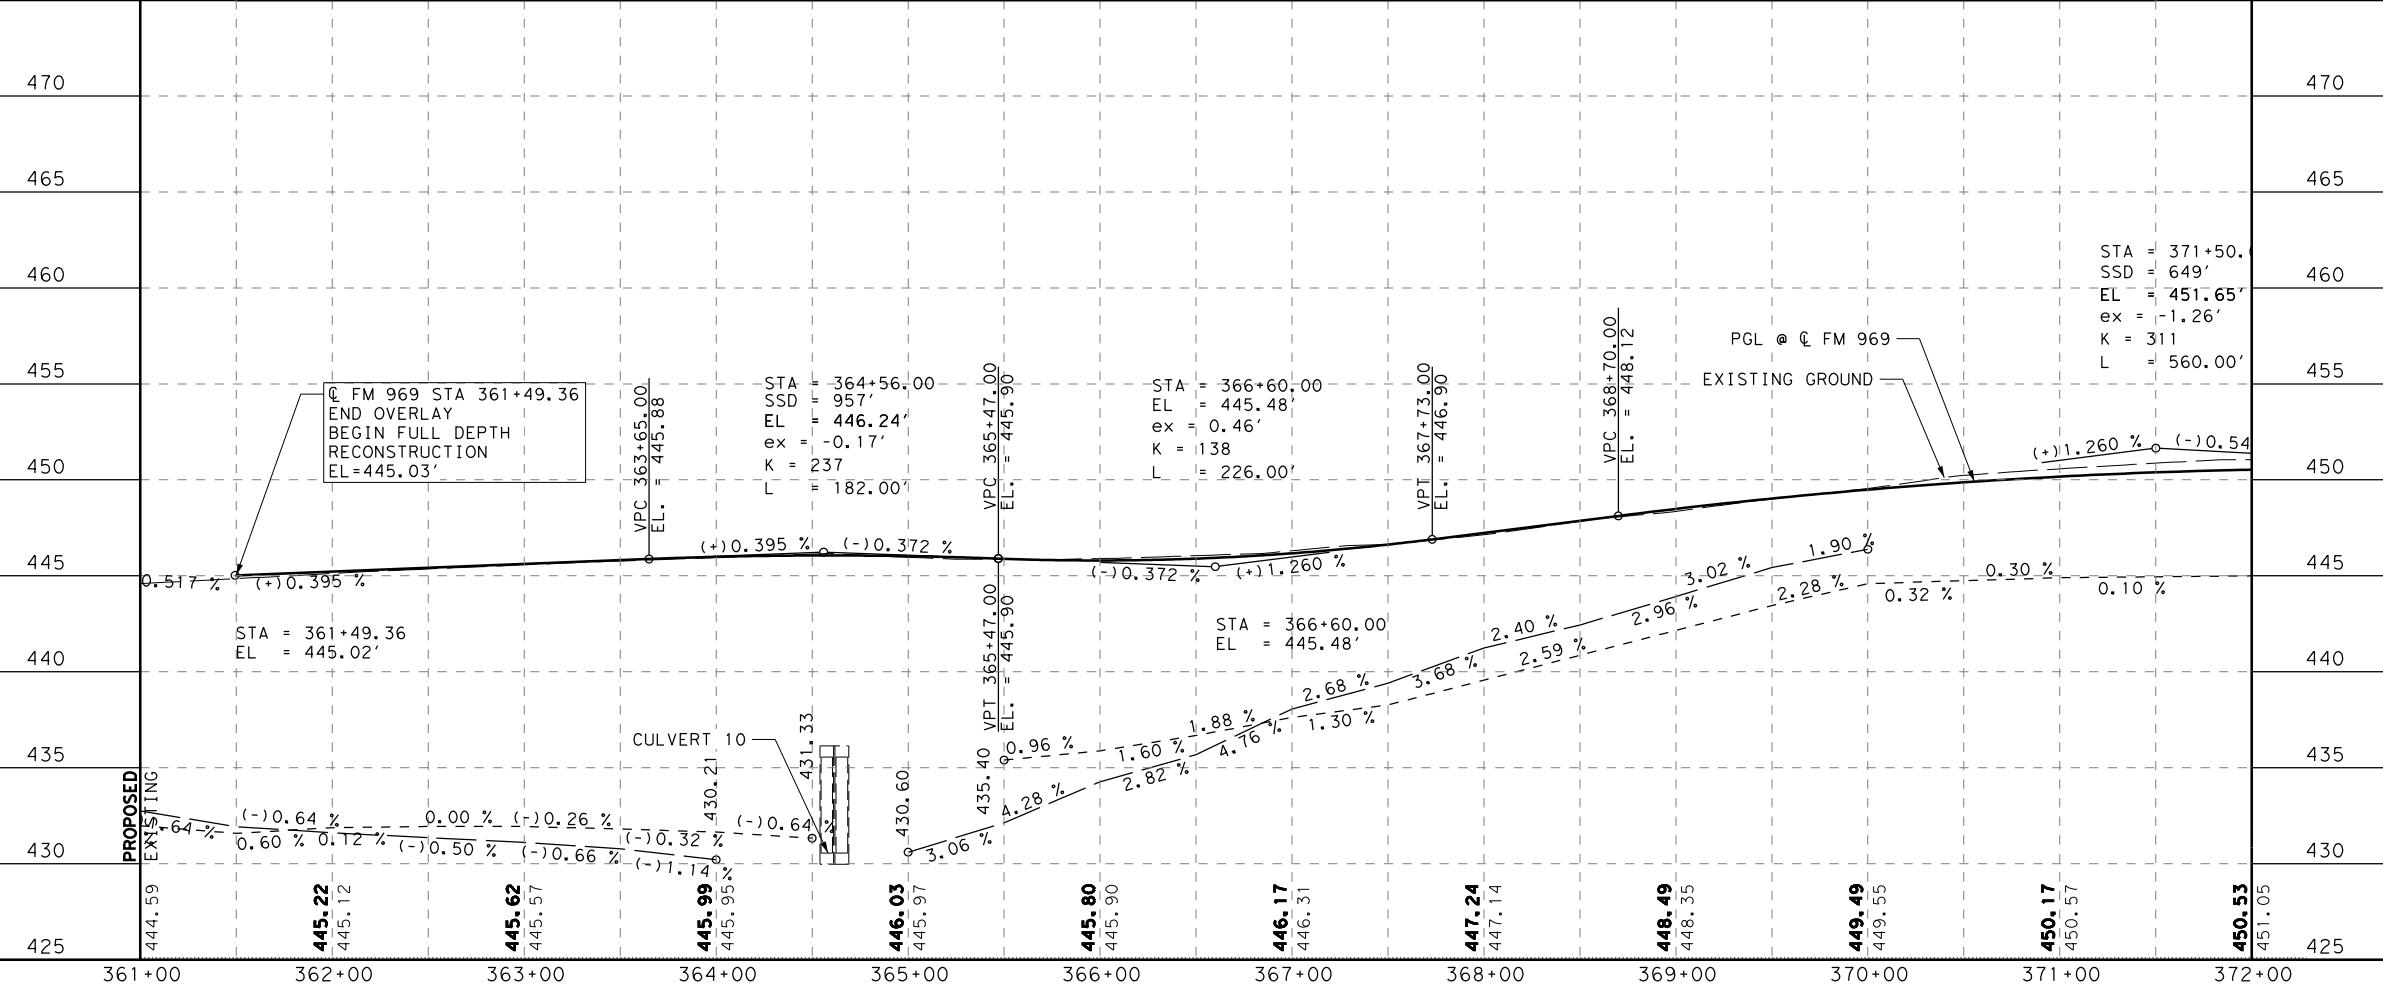 470
470
465
465
460
460
455
455
450
450
445
445
440
440
435
435
430
430
425
425
℄ FM 969 STA 361+49.36
END OVERLAY
BEGIN FULL DEPTH
RECONSTRUCTION
EL=445.03'
VPC 363+65.00
EL. = 445.88
STA = 364+56.00
SSD = 957'
EL = 446.24'
ex = -0.17'
K = 237
L = 182.00'
VPC 365+47.00
EL. = 445.90
STA = 366+60.00
EL = 445.48'
ex = 0.46'
K = 138
L = 226.00'
VPT 367+73.00
EL. = 446.90
VPC 368+70.00
EL. = 448.12
PGL @ ℄ FM 969
EXISTING GROUND
STA = 371+50.
SSD = 649'
EL = 451.65'
ex = -1.26'
K = 311
L = 560.00'
0.517 %
(+)0.395 %
(+)0.395 %
(-)0.372 %
(-)0.372 %
(+)1.260 %
(+)1.260 %
(-)0.54
STA = 361+49.36
EL = 445.02'
VPT 365+47.00
EL. = 445.90
STA = 366+60.00
EL = 445.48'
CULVERT 10
430.21
431.33
430.60
435.40
.64 %
(-)0.64 %
0.60 %
0.12 %
0.00 %
(-)0.50 %
(-)0.26 %
(-)0.66 %
(-)0.32 %
(-)1.14 %
(-)0.64 %
3.06 %
0.96 %
4.28 %
1.60 %
2.82 %
1.88 %
4.76 %
2.68 %
1.30 %
3.68 %
2.40 %
2.59 %
2.96 %
3.02 %
2.28 %
1.90 %
0.32 %
0.30 %
0.10 %
PROPOSED
EXISTING
444.59
445.22
445.12
445.62
445.57
445.99
445.95
446.03
445.97
445.80
445.90
446.17
446.31
447.24
447.14
448.49
448.35
449.49
449.55
450.17
450.57
450.53
451.05
361+00
362+00
363+00
364+00
365+00
366+00
367+00
368+00
369+00
370+00
371+00
372+00